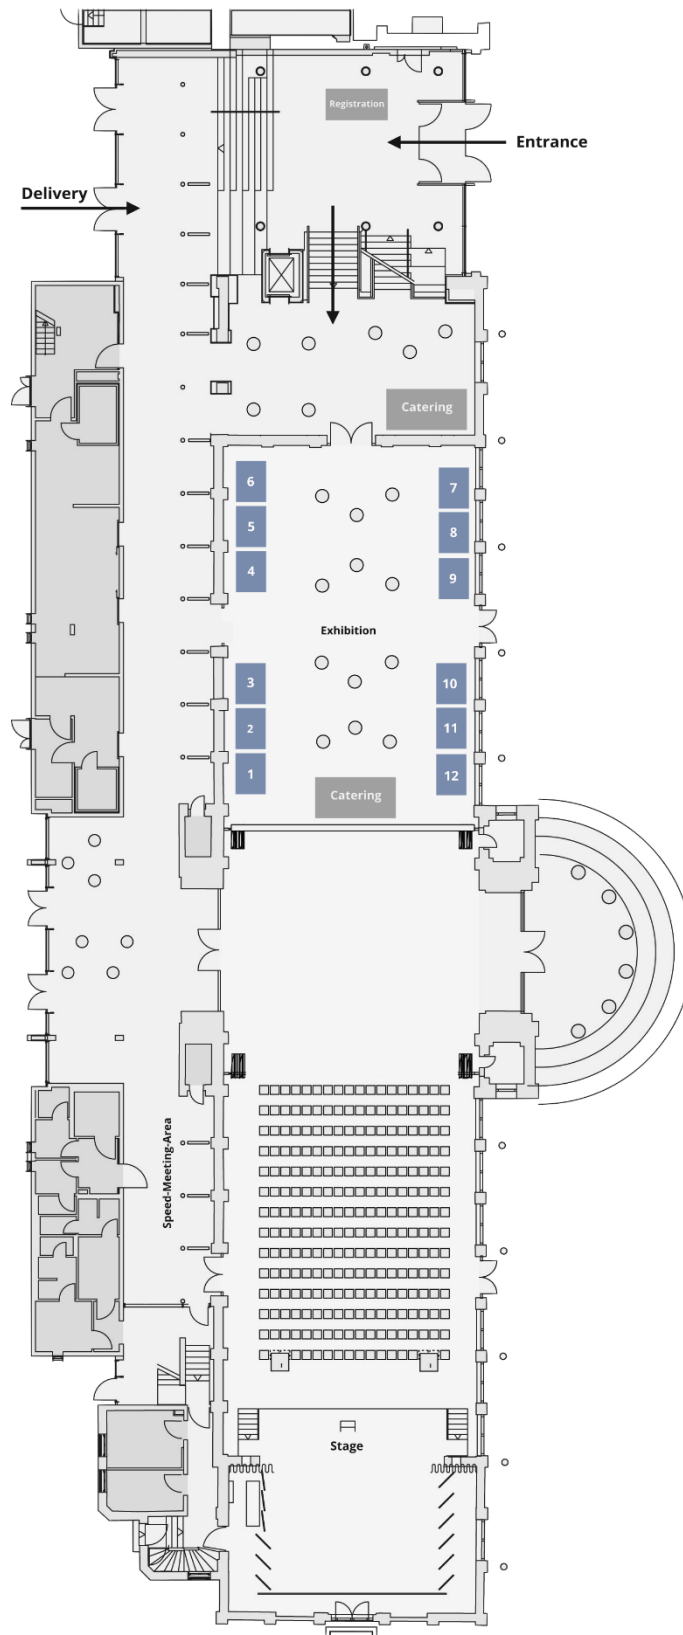 Registration
Entrance
Delivery
Catering
6
7
5
8
4
9
Exhibition
3
10
2
11
1
12
Catering
Speed-Meeting-Area
Stage